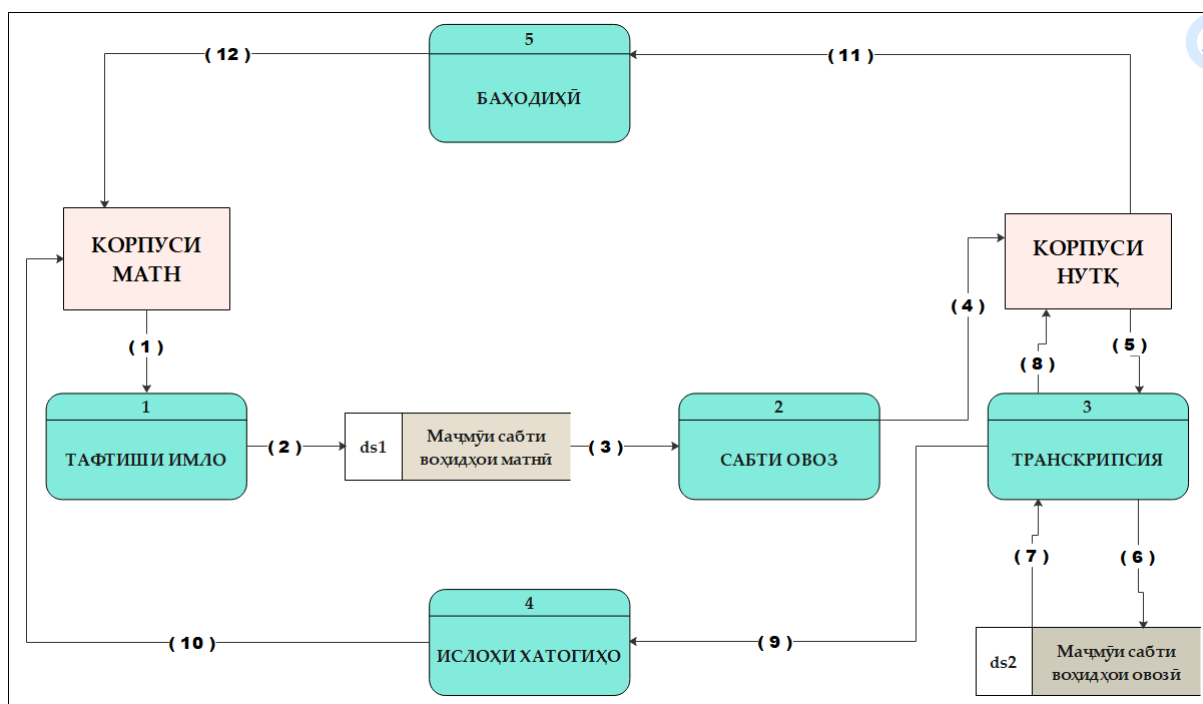 ( 12 )
5
( 11 )
БАҲОДИҲӢ
КОРПУСИ
МАТН
КОРПУСИ
НУТҚ
( 4 )
( 1 )
( 8 )
( 5 )
1
ТАФТИШИ ИМЛО
( 2 )
ds1
Маҷмӯи сабти
воҳидҳои матнӣ
( 3 )
2
САБТИ ОВОЗ
3
ТРАНСКРИПСИЯ
( 7 )
( 6 )
4
ИСЛОҲИ ХАТОГИҲО
( 10 )
( 9 )
ds2
Маҷмӯи сабти
воҳидҳои овозӣ